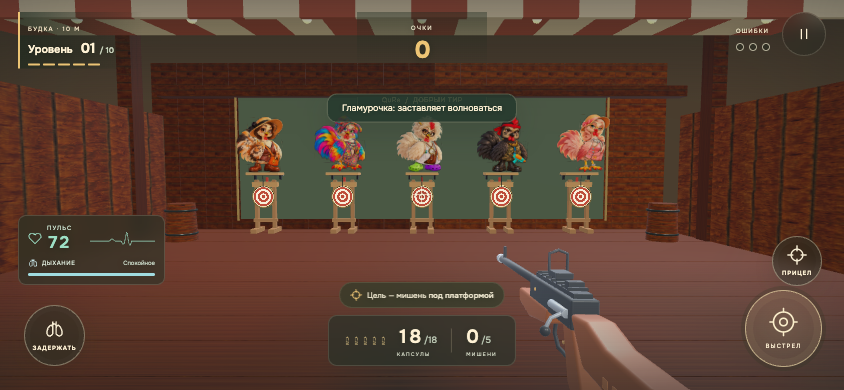 БУДКА · 10 М
Уровень 01 / 10
ОЧКИ
0
ОШИБКИ
Гламурочка: заставляет волноваться
ПУЛЬС
72
ДЫХАНИЕ Спокойное
ЗАДЕРЖАТЬ
Цель — мишень под платформой
18 /18
КАПСУЛЫ
0 /5
МИШЕНИ
ПРИЦЕЛ
ВЫСТРЕЛ